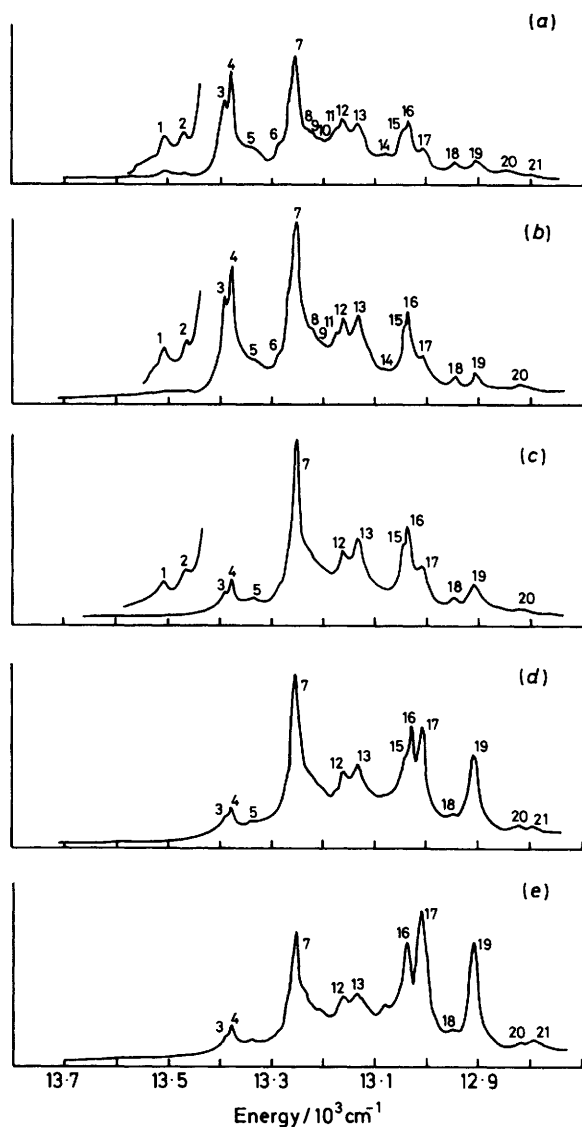 (a)
1 2 3 4 5 6 7 8 9 10 11 12 13 14 15 16 17 18 19 20 21
(b)
1 2 3 4 5 6 7 8 9 11 12 13 14 15 16 17 18 19 20
(c)
1 2 3 4 5 7 12 13 15 16 17 18 19 20
(d)
3 4 5 7 12 13 15 16 17 18 19 20 21
(e)
3 4 7 12 13 16 17 18 19 20 21
13·7 13·5 13·3 13·1 12·9
Energy/10³cm⁻¹